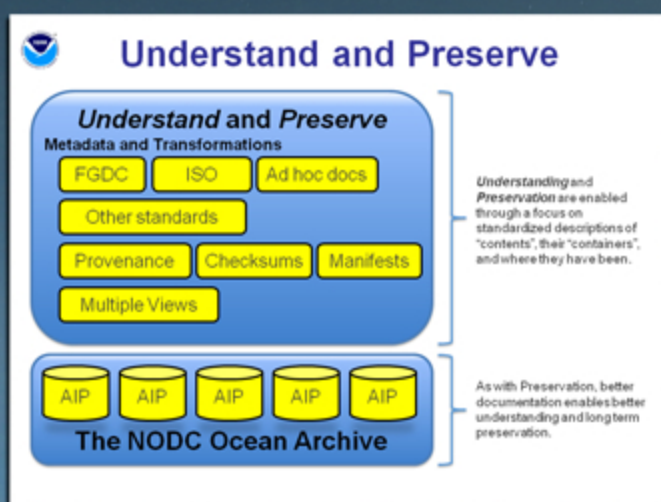 Understand and Preserve
Understand and Preserve
Metadata and Transformations
FGDC
ISO
Ad hoc docs
Other standards
Provenance
Checksums
Manifests
Multiple Views
Understanding and
Preservation are enabled
through a focus on
standardized descriptions of
"contents", their "containers",
and where they have been.
AIP
AIP
AIP
AIP
AIP
The NODC Ocean Archive
As with Preservation, better
documentation enables better
understanding and long term
preservation.